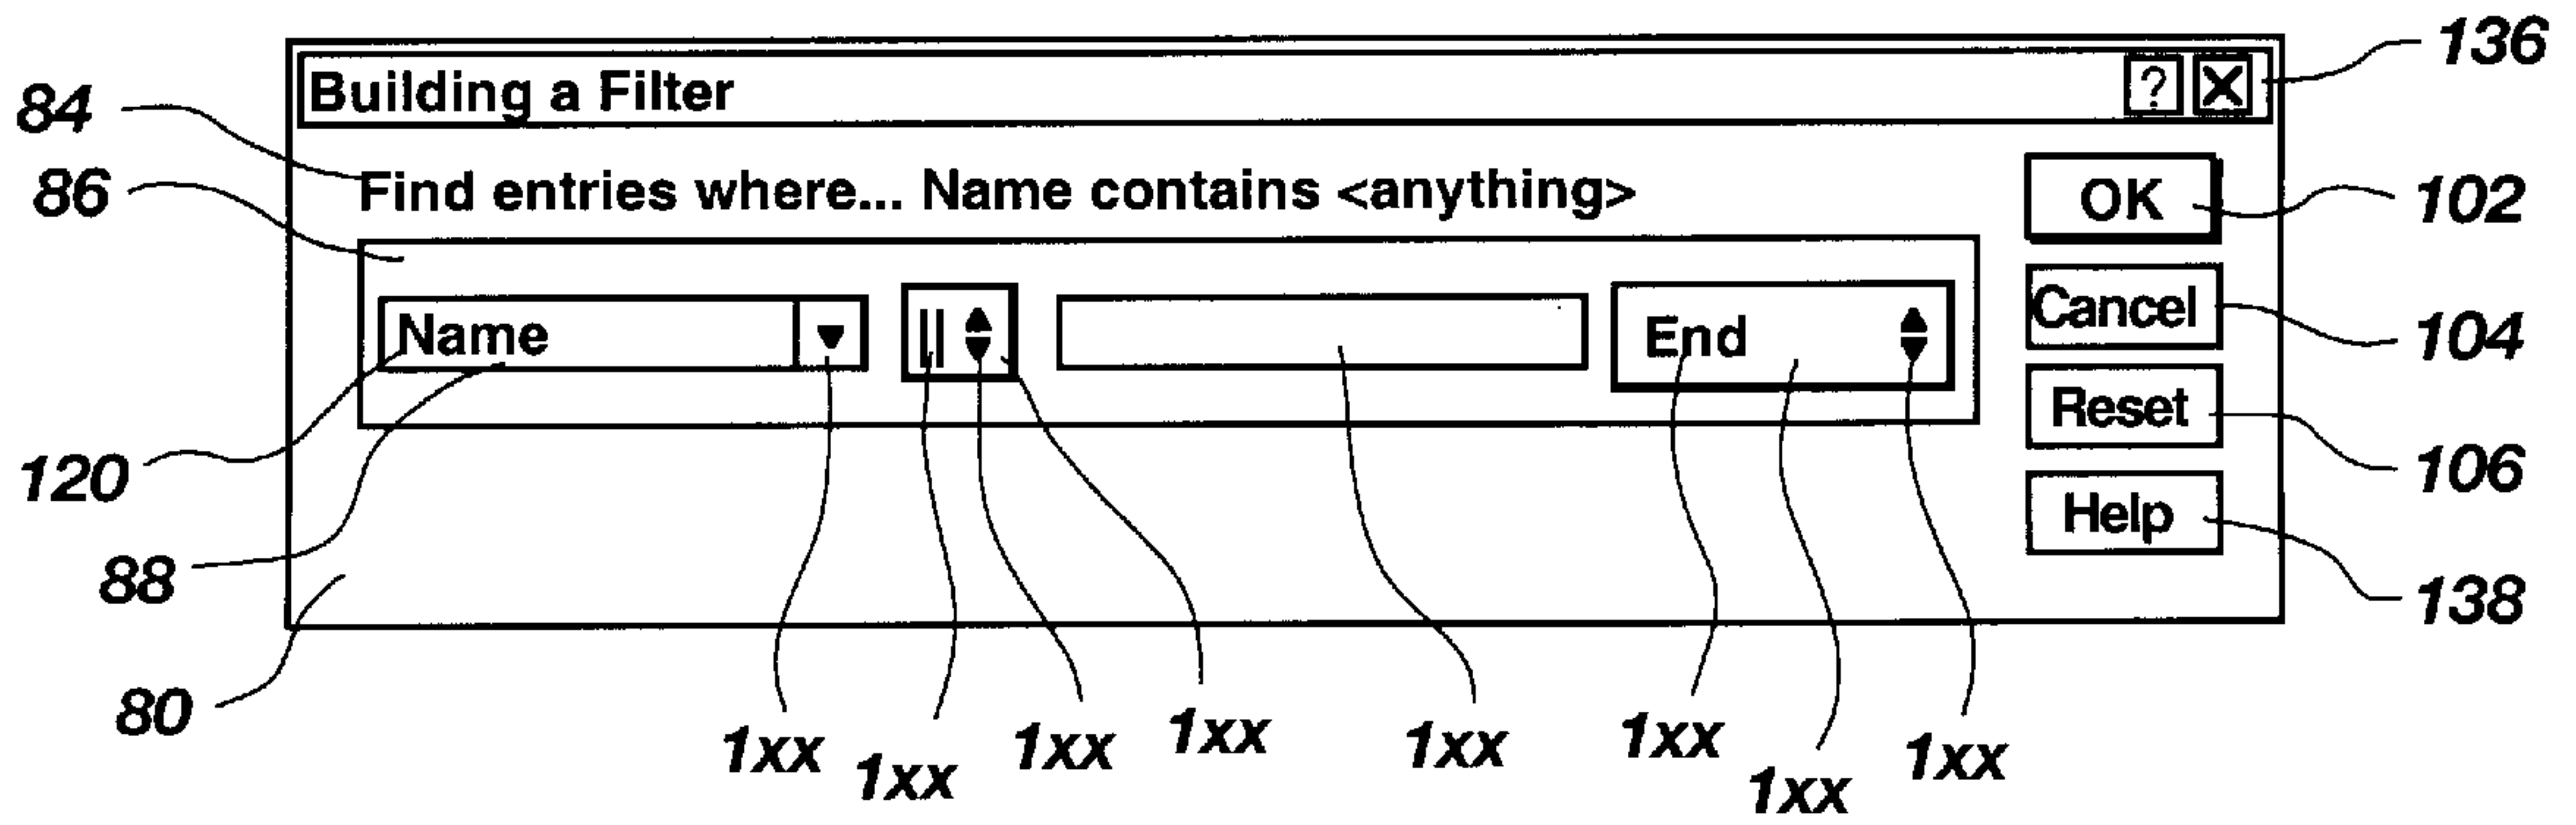 136
Building a Filter ? X
84
Find entries where... Name contains <anything>
86
OK
102
Name || End
Cancel
104
Reset
106
120
Help
88
138
80
1xx 1xx 1xx 1xx 1xx 1xx 1xx 1xx